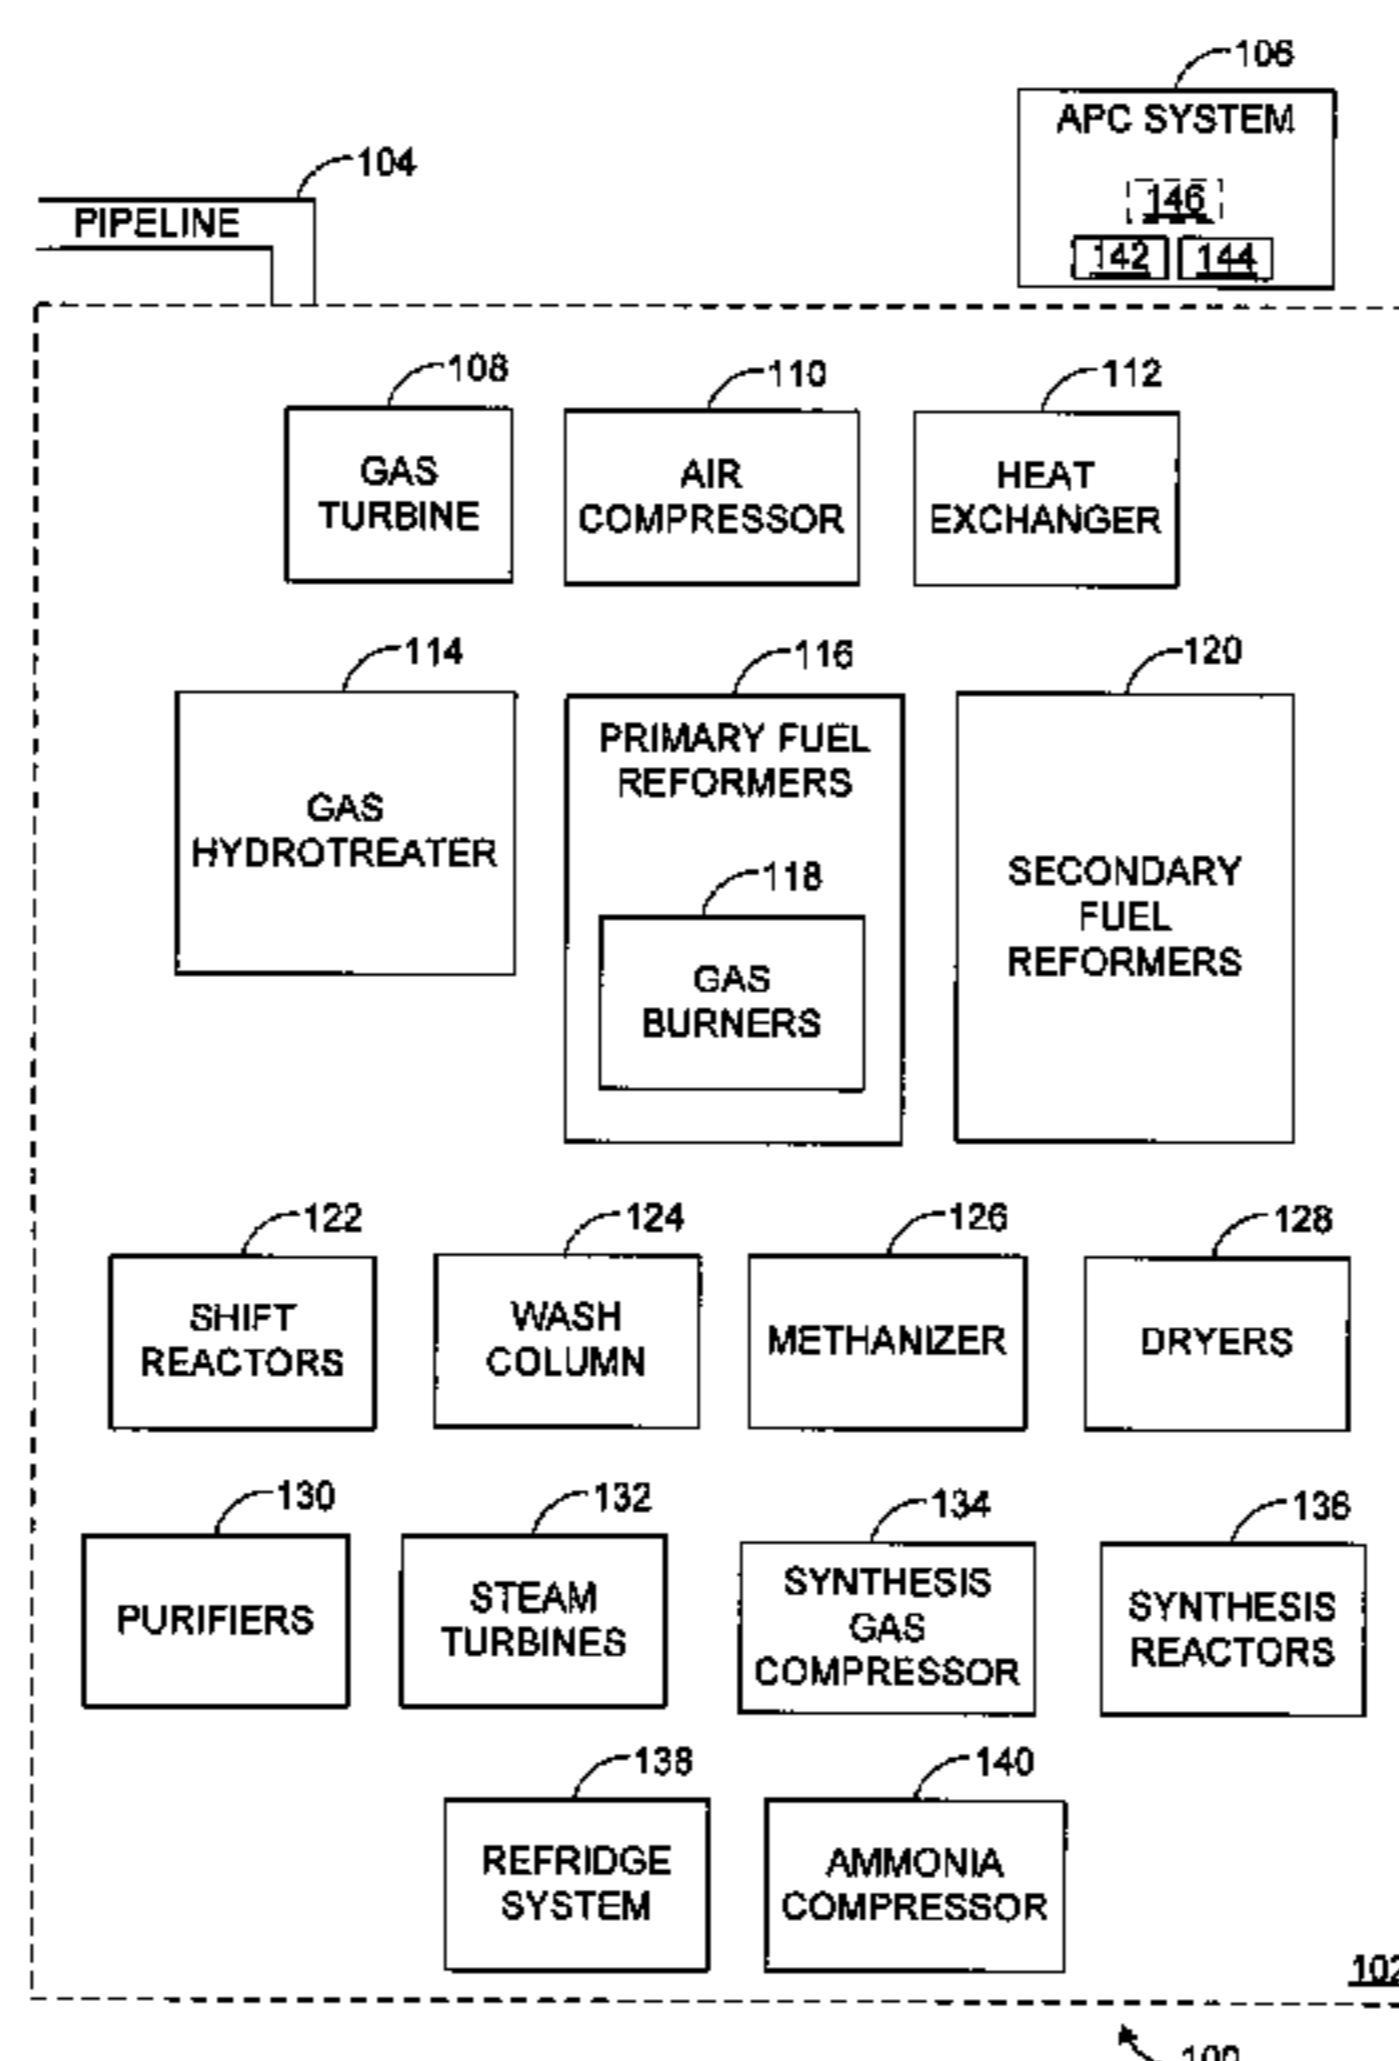 106
APC SYSTEM
104
PIPELINE
146
142 144
108
110
112
GAS
TURBINE
AIR
COMPRESSOR
HEAT
EXCHANGER
114
116
120
PRIMARY FUEL
REFORMERS
GAS
HYDROTREATER
118
SECONDARY
FUEL
REFORMERS
GAS
BURNERS
122
124
126
128
SHIFT
REACTORS
WASH
COLUMN
METHANIZER
DRYERS
130
132
134
136
PURIFIERS
STEAM
TURBINES
SYNTHESIS
GAS
COMPRESSOR
SYNTHESIS
REACTORS
138
140
REFRIDGE
SYSTEM
AMMONIA
COMPRESSOR
102
100